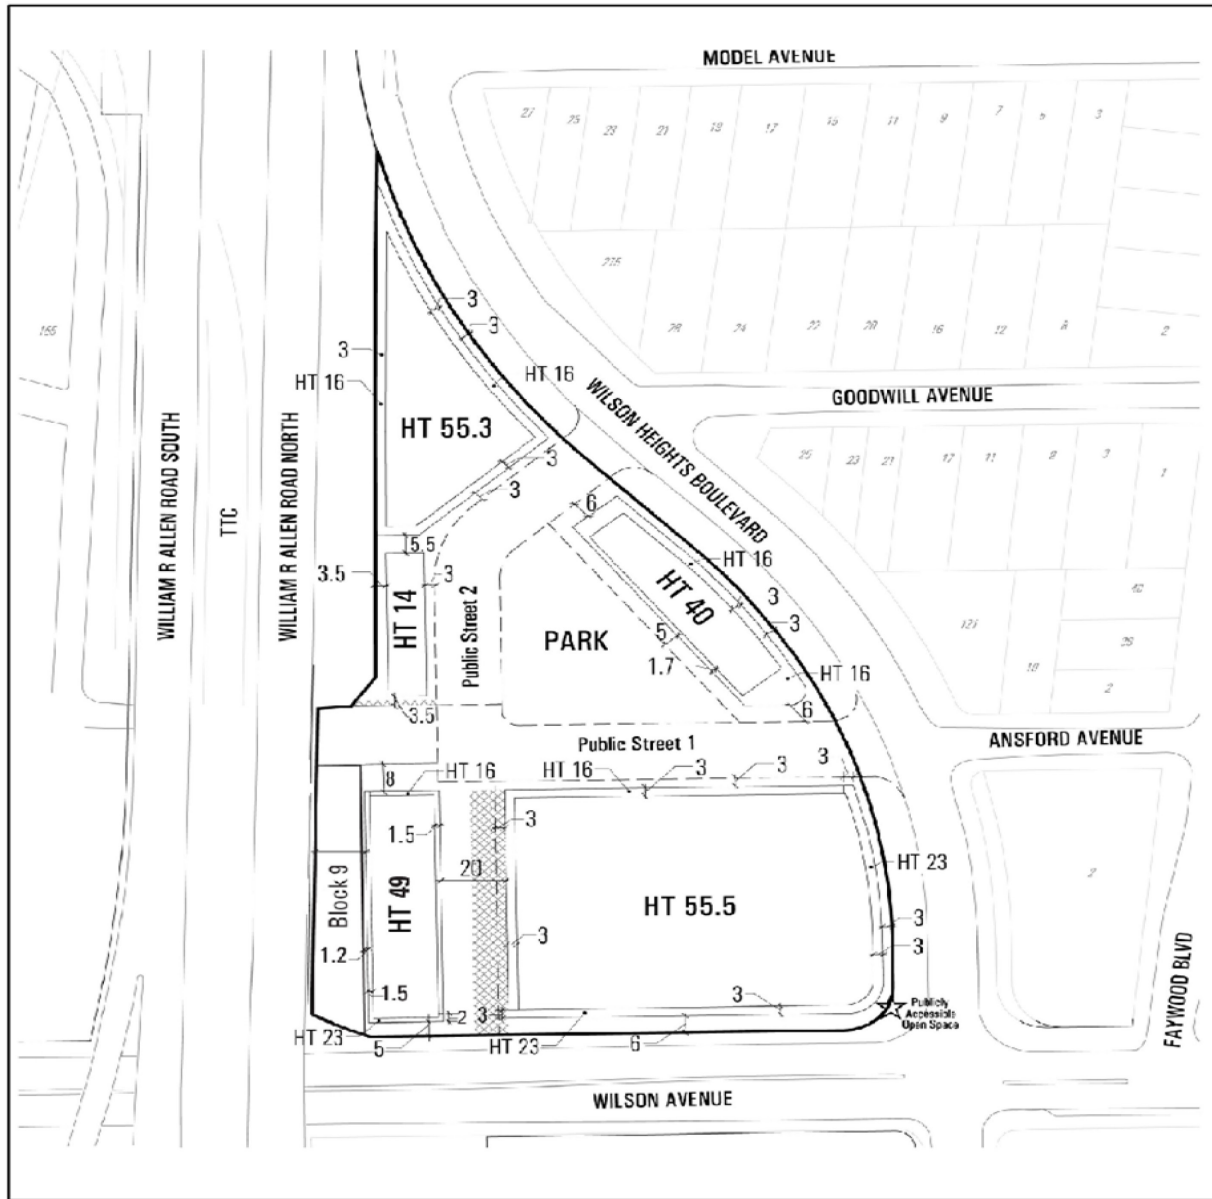 MODEL AVENUE
27
25
23
21
19
17
15
11
9
7
5
3
275
26
24
22
20
16
12
8
2
155
3
3
3
HT 16
HT 16
HT 55.3
GOODWILL AVENUE
WILSON HEIGHTS BOULEVARD
WILLIAM R ALLEN ROAD SOUTH
TTC
WILLIAM R ALLEN ROAD NORTH
25
23
21
17
11
9
3
1
3
3
6
5.5
3.5
3
HT 14
Public Street 2
HT 16
HT 40
3
3
PARK
5
1.7
HT 16
6
3.5
121
10
40
29
2
Public Street 1
ANSFORD AVENUE
8
HT 16
HT 16
3
3
3
1.5
3
20
HT 23
Block 9
HT 49
HT 55.5
2
3
3
3
1.2
1.5
3
Publicly
Accessible
Open Space
FAYWOOD BLVD
2
3
HT 23
5
HT 23
6
WILSON AVENUE